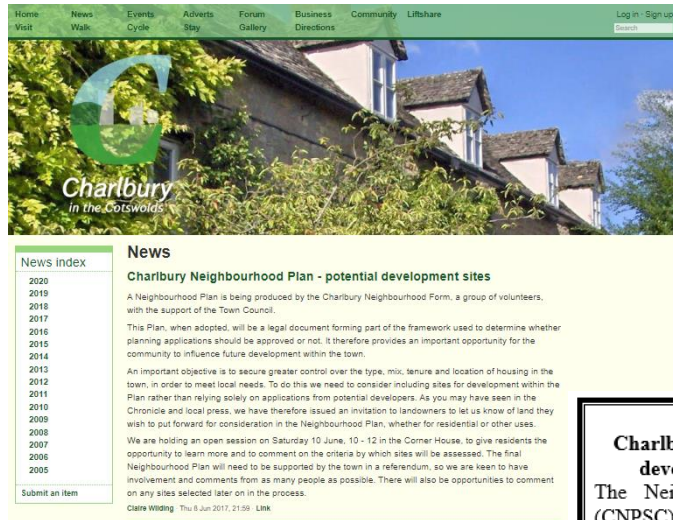 Home News Events Adverts Forum Business Community Liftshare Log in · Sign up
Visit Walk Cycle Stay Gallery Directions Search
Charlbury
in the Cotswolds
News index
2020
2019
2018
2017
2016
2015
2014
2013
2012
2011
2010
2009
2008
2007
2006
2005
Submit an item
News
Charlbury Neighbourhood Plan - potential development sites
A Neighbourhood Plan is being produced by the Charlbury Neighbourhood Form, a group of volunteers,
with the support of the Town Council.
This Plan, when adopted, will be a legal document forming part of the framework used to determine whether
planning applications should be approved or not. It therefore provides an important opportunity for the
community to influence future development within the town.
An important objective is to secure greater control over the type, mix, tenure and location of housing in the
town, in order to meet local needs. To do this we need to consider including sites for development within the
Plan rather than relying solely on applications from potential developers. As you may have seen in the
Chronicle and local press, we have therefore issued an invitation to landowners to let us know of land they
wish to put forward for consideration in the Neighbourhood Plan, whether for residential or other uses.
We are holding an open session on Saturday 10 June, 10 - 12 in the Corner House, to give residents the
opportunity to learn more and to comment on the criteria by which sites will be assessed. The final
Neighbourhood Plan will need to be supported by the town in a referendum, so we are keen to have
involvement and comments from as many people as possible. There will also be opportunities to comment
on any sites selected later on in the process.
Claire Wilding · Thu 8 Jun 2017, 21:59 · Link
Charlb
deve
The Nei
(CNPSC)